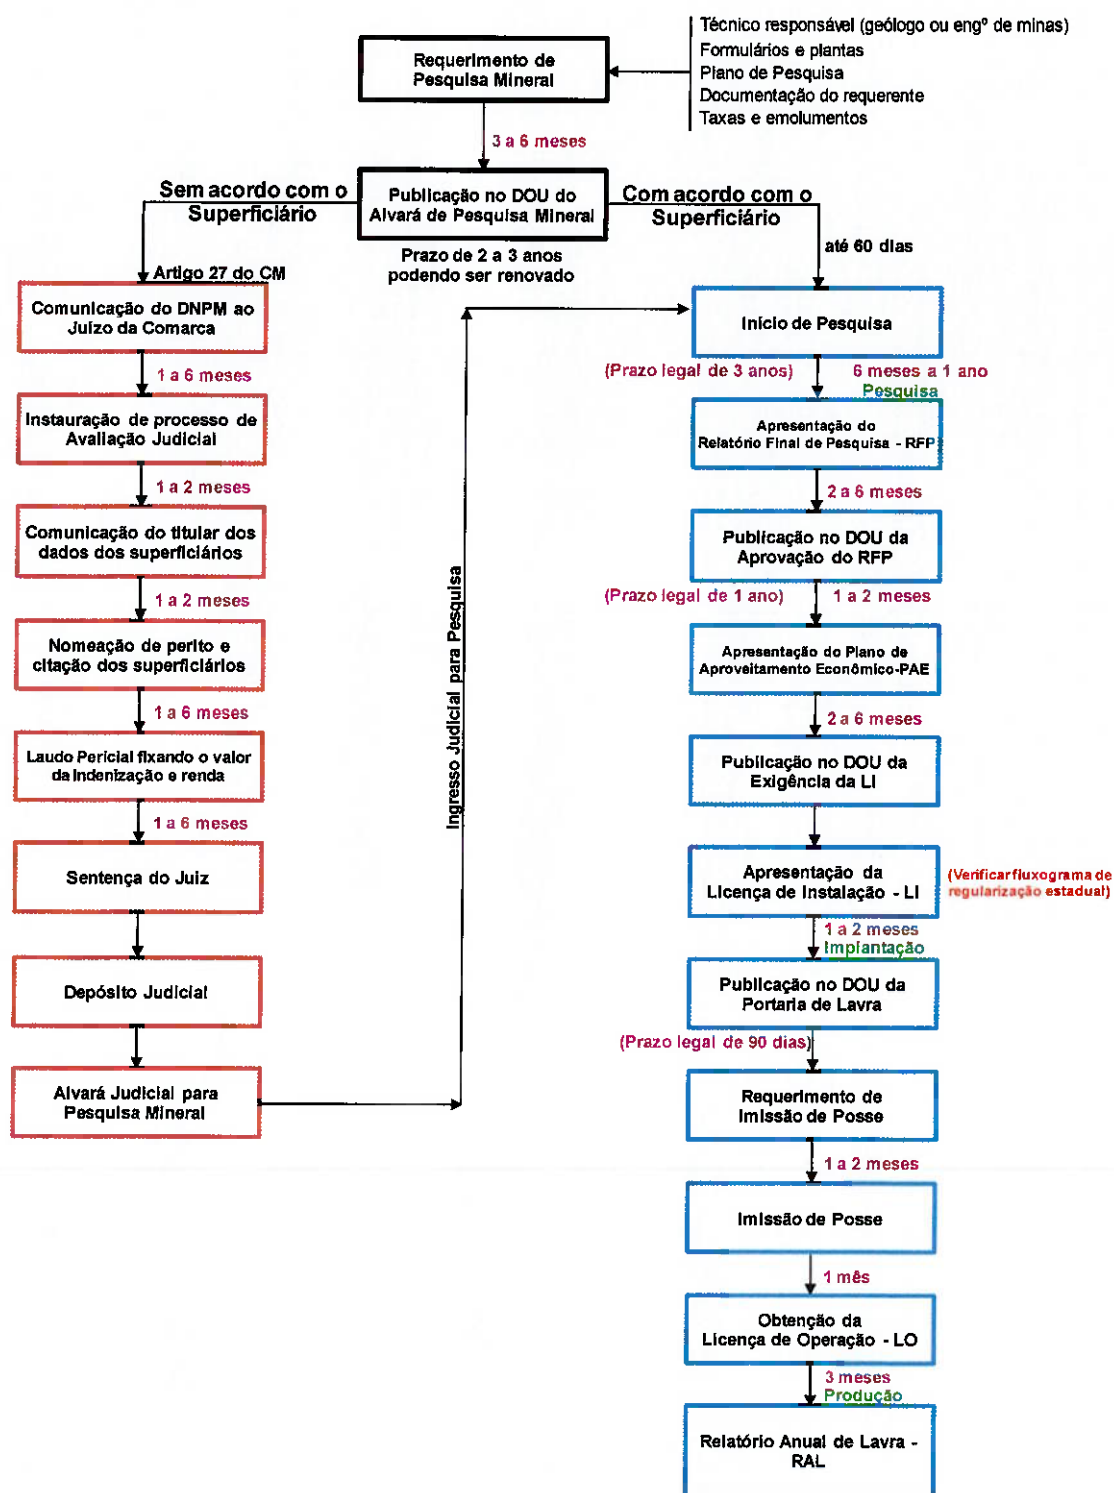 Técnico responsável (geólogo ou engº de minas)
Formulários e plantas
Plano de Pesquisa
Documentação do requerente
Taxas e emolumentos
Requerimento de
Pesquisa Mineral
3 a 6 meses
Publicação no DOU do
Alvará de Pesquisa Mineral
Prazo de 2 a 3 anos
podendo ser renovado
Sem acordo com o
Superficiário
Com acordo com o
Superficiário
até 60 dias
Artigo 27 do CM
Comunicação do DNPM ao
Juízo da Comarca
1 a 6 meses
Instauração de processo de
Avaliação Judicial
1 a 2 meses
Comunicação do titular dos
dados dos superficiários
1 a 2 meses
Nomeação de perito e
citação dos superficiários
1 a 6 meses
Laudo Pericial fixando o valor
da Indenização e renda
1 a 6 meses
Sentença do Juiz
Depósito Judicial
Alvará Judicial para
Pesquisa Mineral
Ingresso Judicial para Pesquisa
Início de Pesquisa
(Prazo legal de 3 anos)
6 meses a 1 ano
Pesquisa
Apresentação do
Relatório Final de Pesquisa - RFP
2 a 6 meses
Publicação no DOU da
Aprovação do RFP
(Prazo legal de 1 ano)
1 a 2 meses
Apresentação do Plano de
Aproveitamento Econômico-PAE
2 a 6 meses
Publicação no DOU da
Exigência da LI
Apresentação da
Licença de Instalação - LI
(Verificar fluxograma de
regularização estadual)
1 a 2 meses
Implantação
Publicação no DOU da
Portaria de Lavra
(Prazo legal de 90 dias)
Requerimento de
Imissão de Posse
1 a 2 meses
Imissão de Posse
1 mês
Obtenção da
Licença de Operação - LO
3 meses
Produção
Relatório Anual de Lavra -
RAL